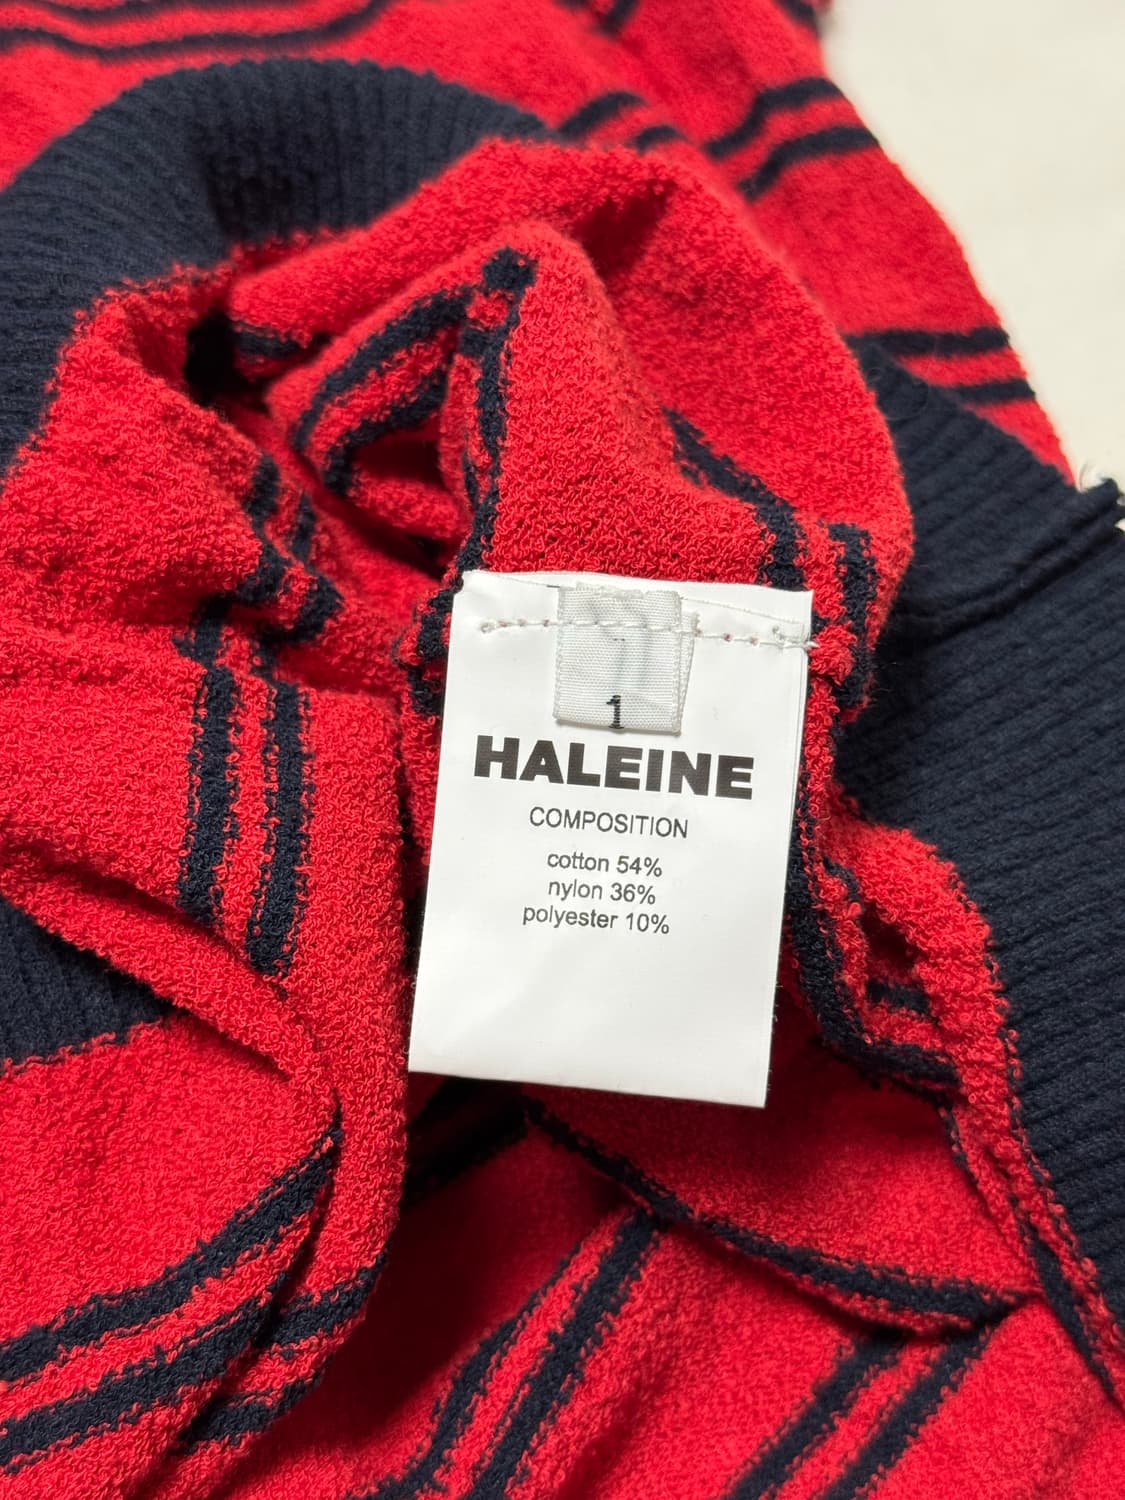 1
HALEINE
COMPOSITION
cotton 54%
nylon 36%
polyester 10%